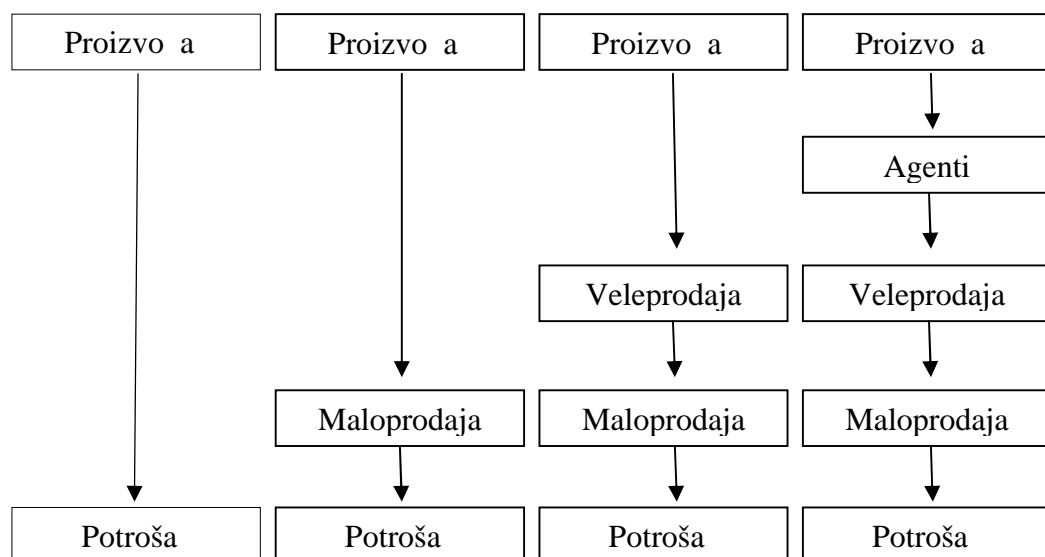 Proizvo a
Proizvo a
Proizvo a
Proizvo a
Agenti
Veleprodaja
Veleprodaja
Maloprodaja
Maloprodaja
Maloprodaja
Potroša
Potroša
Potroša
Potroša